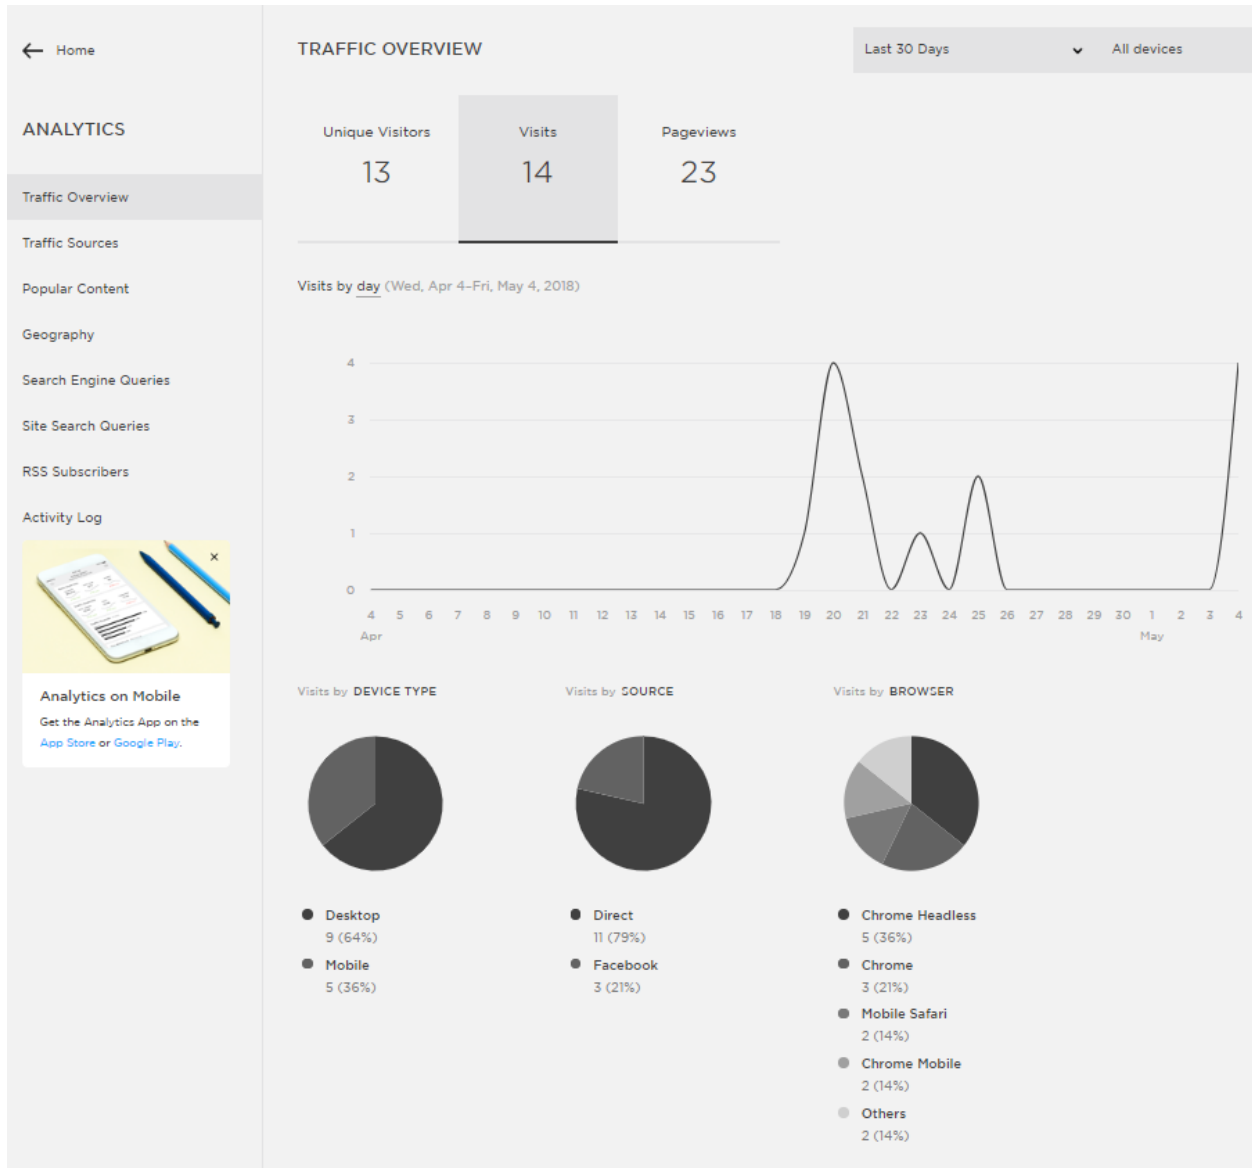 Home
ANALYTICS
Traffic Overview
Traffic Sources
Popular Content
Geography
Search Engine Queries
Site Search Queries
RSS Subscribers
Activity Log
Analytics on Mobile
Get the Analytics App on the
App Store or Google Play.
TRAFFIC OVERVIEW
Last 30 Days All devices
Unique Visitors Visits Pageviews
13 14 23
Visits by day (Wed, Apr 4–Fri, May 4, 2018)
4
3
2
1
0
4 5 6 7 8 9 10 11 12 13 14 15 16 17 18 19 20 21 22 23 24 25 26 27 28 29 30 1 2 3 4
Apr May
Visits by DEVICE TYPE
Desktop
9 (64%)
Mobile
5 (36%)
Visits by SOURCE
Direct
11 (79%)
Facebook
3 (21%)
Visits by BROWSER
Chrome Headless
5 (36%)
Chrome
3 (21%)
Mobile Safari
2 (14%)
Chrome Mobile
2 (14%)
Others
2 (14%)